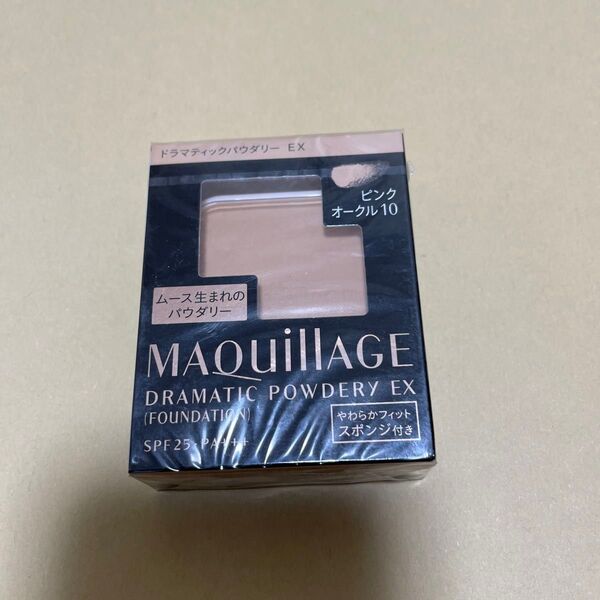 ドラマティックパウダリー EX
ピンク
オークル10
ムース生まれの
パウダリー
MAQuillAGE
DRAMATIC POWDERY EX
(FOUNDATION)
やわらかフィット
スポンジ付き
SPF25・PA+++